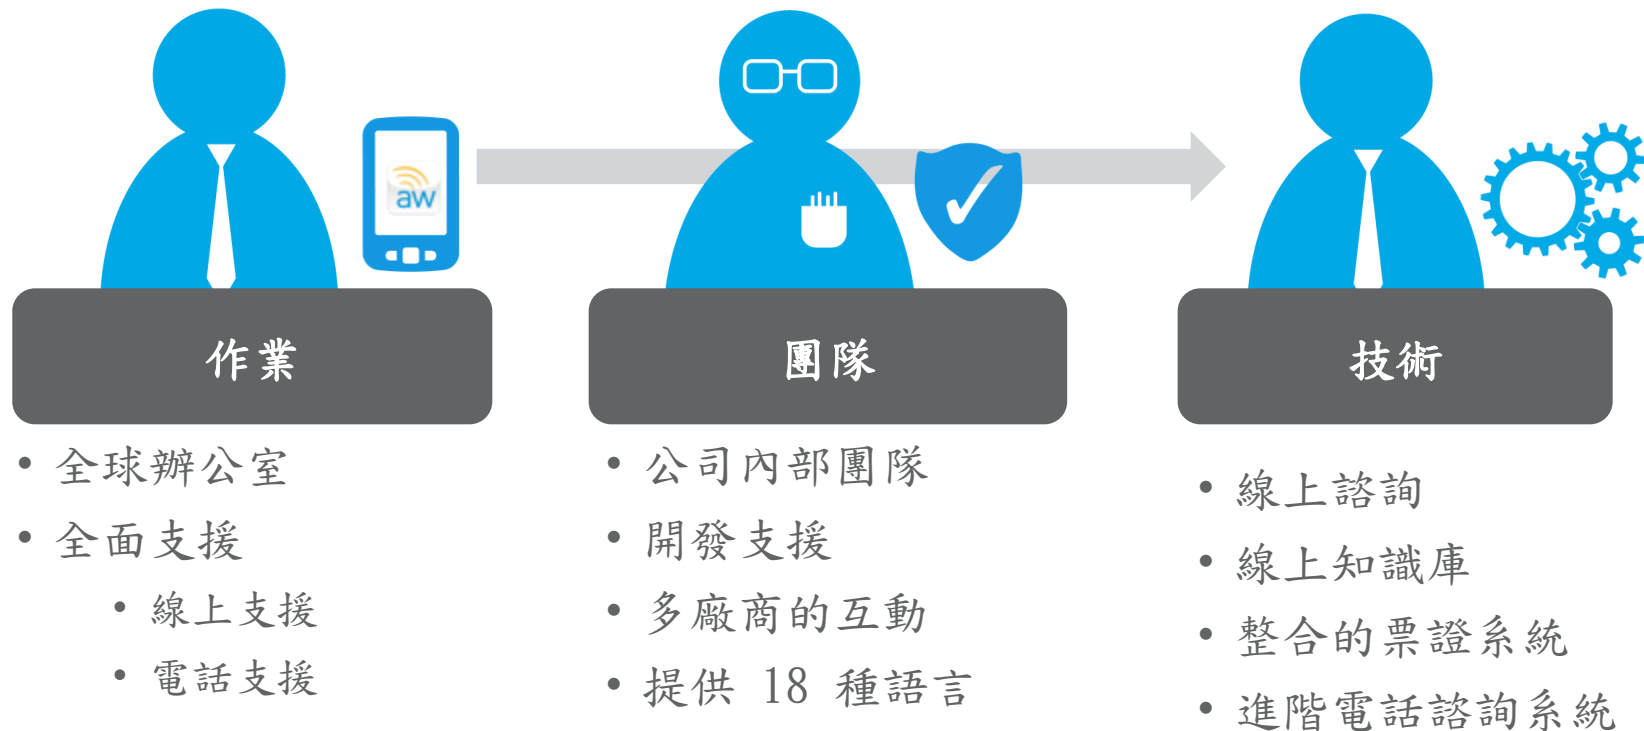 aw
作業
• 全球辦公室
• 全面支援
• 線上支援
• 電話支援
團隊
• 公司內部團隊
• 開發支援
• 多廠商的互動
• 提供 18 種語言
技術
• 線上諮詢
• 線上知識庫
• 整合的票證系統
• 進階電話諮詢系統